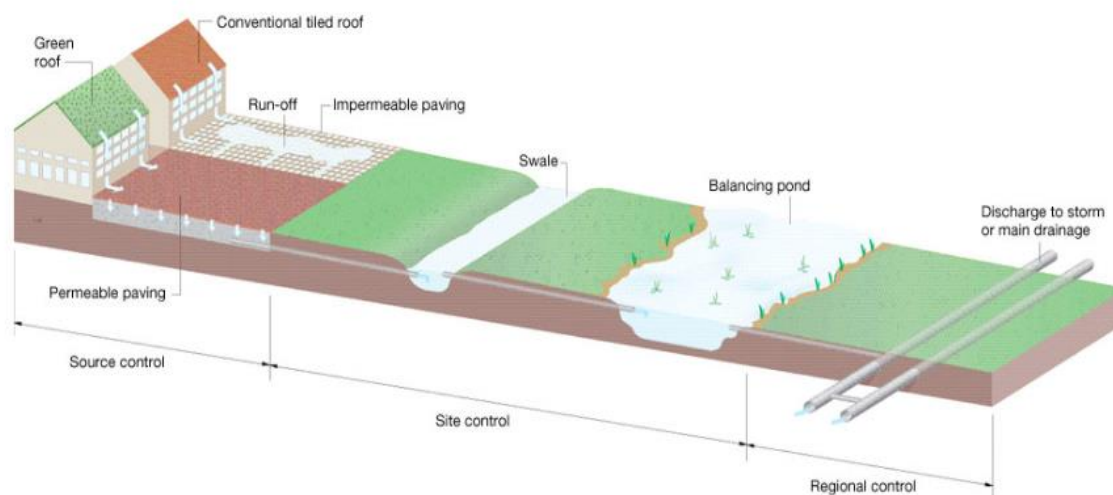 Conventional tiled roof
Green
roof
Run-off
Impermeable paving
Swale
Balancing pond
Discharge to storm
or main drainage
Permeable paving
Source control
Site control
Regional control